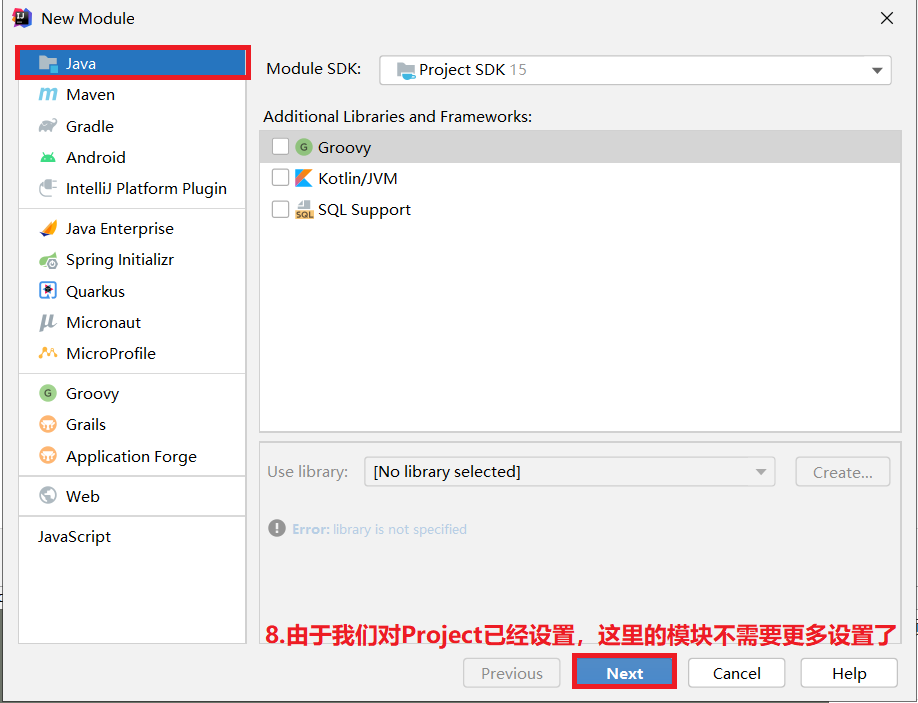 New Module
Java
Maven
Gradle
Android
IntelliJ Platform Plugin
Java Enterprise
Spring Initializr
Quarkus
Micronaut
MicroProfile
Groovy
Grails
Application Forge
Web
JavaScript
Module SDK: Project SDK 15
Additional Libraries and Frameworks:
Groovy
Kotlin/JVM
SQL Support
Use library: [No library selected] Create...
Error: library is not specified
8.由于我们对Project已经设置，这里的模块不需要更多设置了
Previous Next Cancel Help